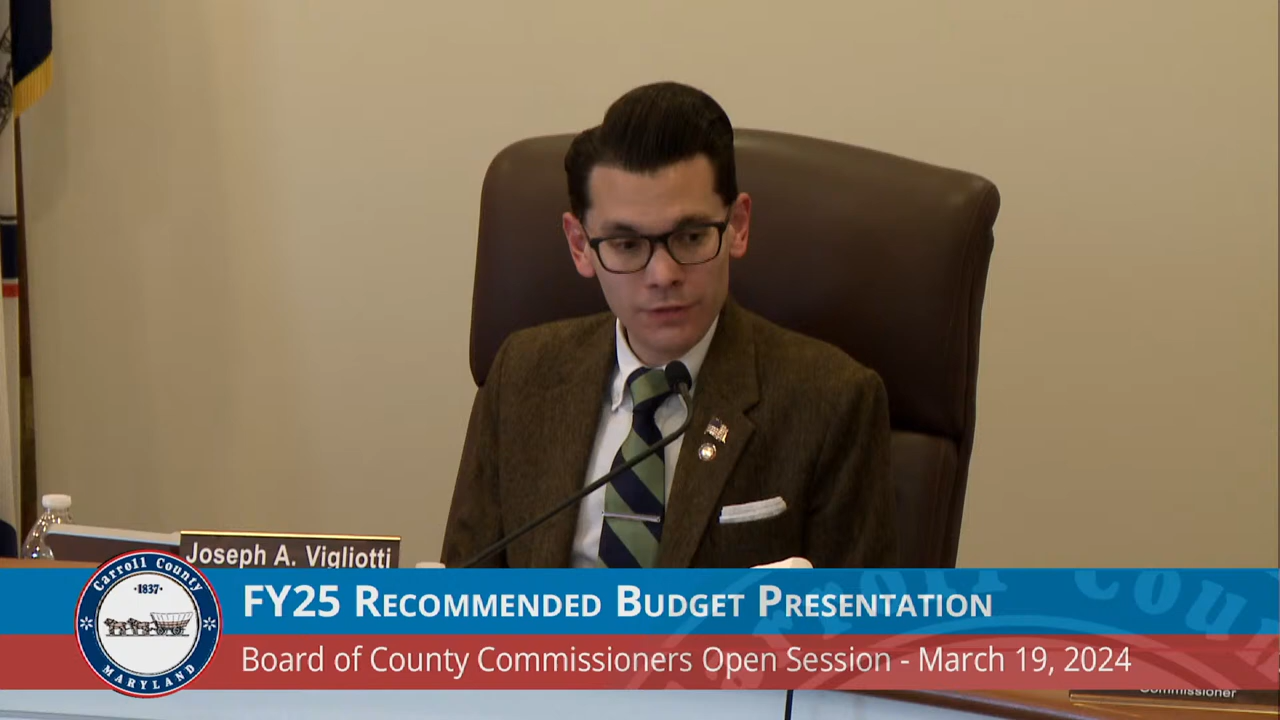 Joseph A. Vigliotti
Carroll County
·1837·
MARYLAND
FY25 RECOMMENDED BUDGET PRESENTATION
Board of County Commissioners Open Session - March 19, 2024
Commissioner